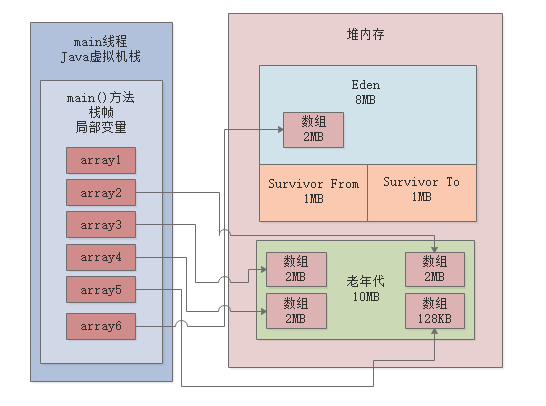 main线程
Java虚拟机栈
main()方法
栈帧
局部变量
array1
array2
array3
array4
array5
array6
堆内存
Eden
8MB
数组
2MB
Survivor From
1MB
Survivor To
1MB
数组
2MB
数组
2MB
老年代
10MB
数组
2MB
数组
128KB